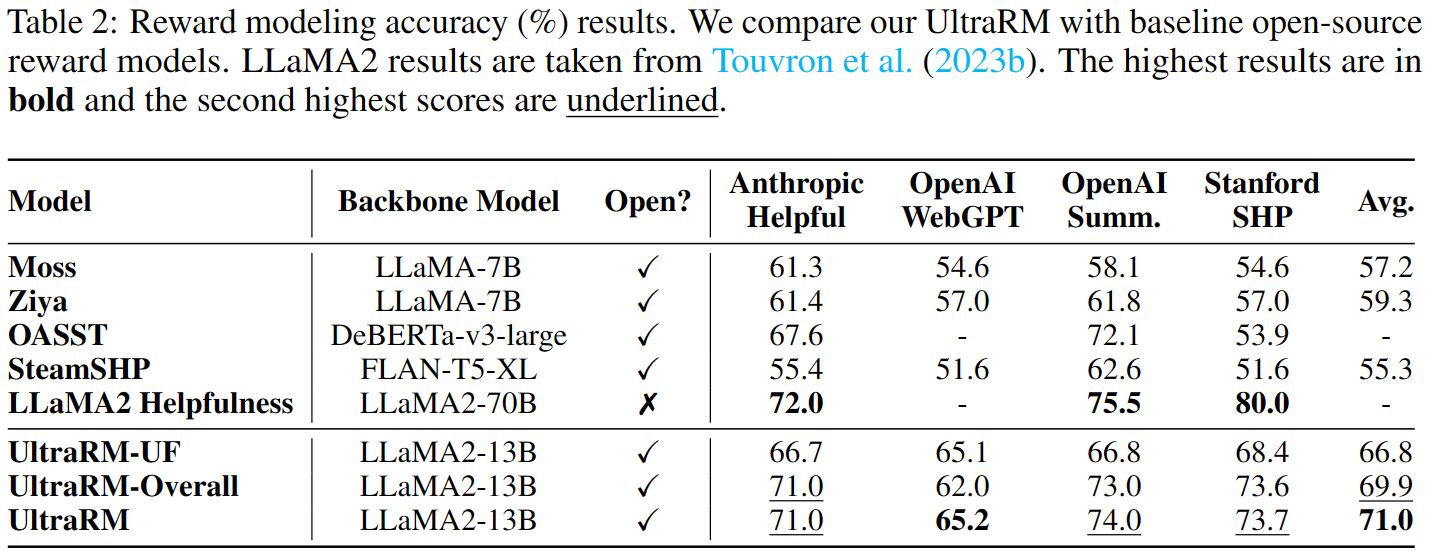 Table 2: Reward modeling accuracy (%) results. We compare our UltraRM with baseline open-source
reward models. LLaMA2 results are taken from Touvron et al. (2023b). The highest results are in
bold and the second highest scores are underlined.
Model Backbone Model Open? Anthropic Helpful OpenAI WebGPT OpenAI Summ. Stanford SHP Avg.
Moss LLaMA-7B ✓ 61.3 54.6 58.1 54.6 57.2
Ziya LLaMA-7B ✓ 61.4 57.0 61.8 57.0 59.3
OASST DeBERTa-v3-large ✓ 67.6 - 72.1 53.9 -
SteamSHP FLAN-T5-XL ✓ 55.4 51.6 62.6 51.6 55.3
LLaMA2 Helpfulness LLaMA2-70B ✗ 72.0 - 75.5 80.0 -
UltraRM-UF LLaMA2-13B ✓ 66.7 65.1 66.8 68.4 66.8
UltraRM-Overall LLaMA2-13B ✓ 71.0 62.0 73.0 73.6 69.9
UltraRM LLaMA2-13B ✓ 71.0 65.2 74.0 73.7 71.0